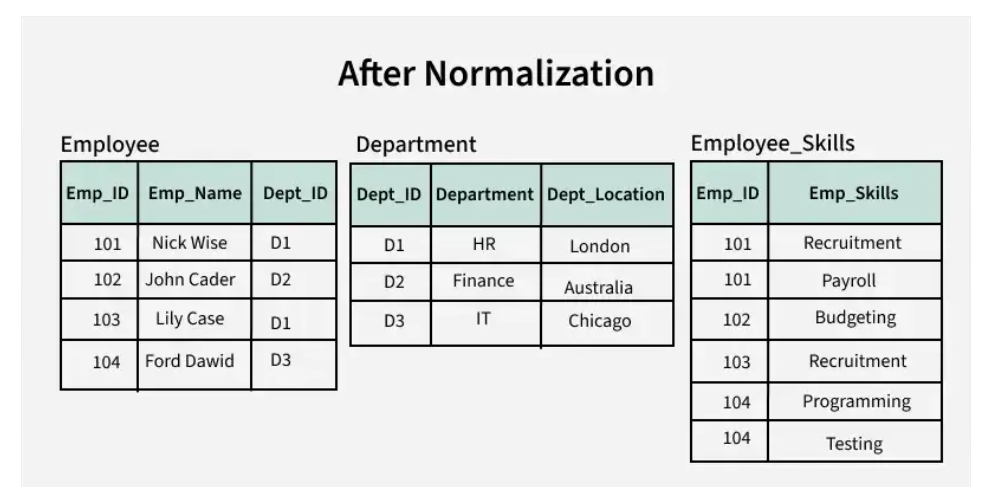 After Normalization
Employee
Emp_ID Emp_Name Dept_ID
101 Nick Wise D1
102 John Cader D2
103 Lily Case D1
104 Ford Dawid D3
Department
Dept_ID Department Dept_Location
D1 HR London
D2 Finance Australia
D3 IT Chicago
Employee_Skills
Emp_ID Emp_Skills
101 Recruitment
101 Payroll
102 Budgeting
103 Recruitment
104 Programming
104 Testing